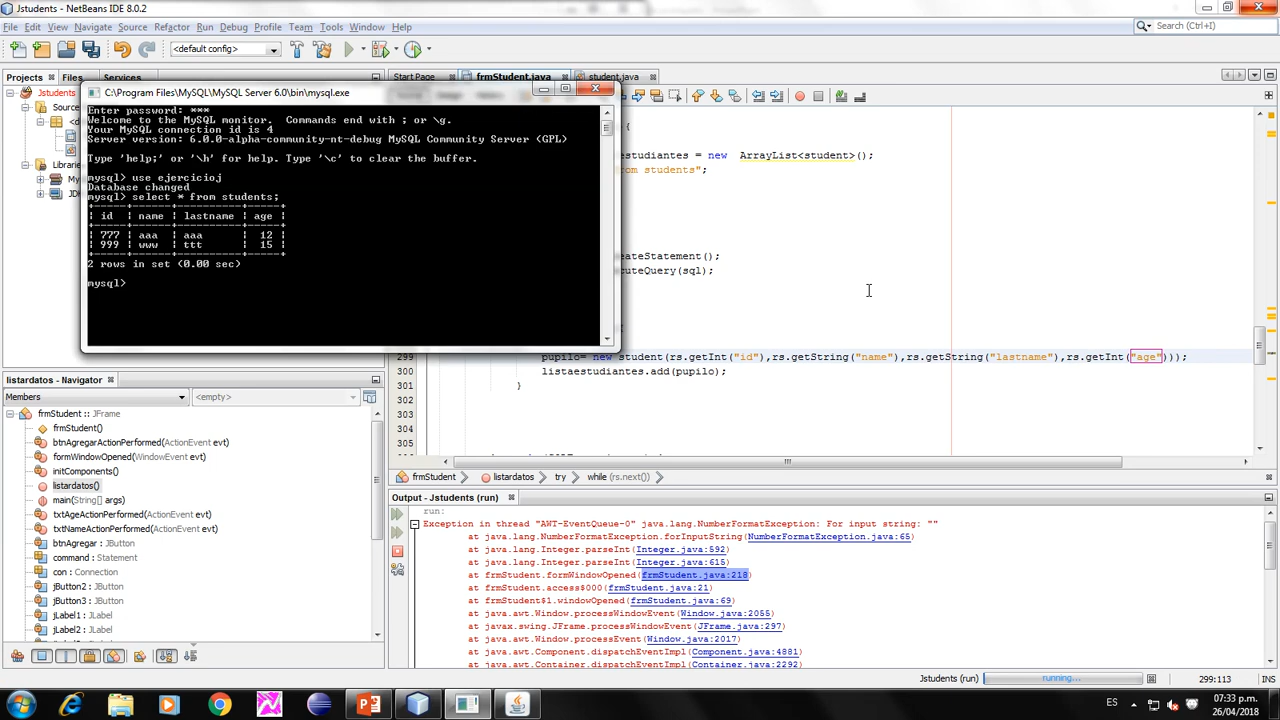 Jstudents - NetBeans IDE 8.0.2
File Edit View Navigate Source Refactor Run Debug Profile Team Tools Window Help
Search (Ctrl+I)
<default config>
Projects Files Services
Start Page frmStudent.java student.java
Jstudents
Source
<d
Librarie
My
JD
C:\Program Files\MySQL\MySQL Server 6.0\bin\mysql.exe
Enter password: ***
Welcome to the MySQL monitor.  Commands end with ; or \g.
Your MySQL connection id is 4
Server version: 6.0.0-alpha-community-nt-debug MySQL Community Server (GPL)
Type 'help;' or '\h' for help. Type '\c' to clear the buffer.
mysql> use ejercicioj
Database changed
mysql> select * from students;
| id | name | lastname | age |
| 777 | aaa | aaa | 12 |
| 999 | www | ttt | 15 |
2 rows in set (0.00 sec)
mysql>
{
estudiantes = new ArrayList<student>();
om students";
eateStatement();
cuteQuery(sql);
299 pupilo= new student(rs.getInt("id"),rs.getString("name"),rs.getString("lastname"),rs.getInt("age")));
300 listaestudiantes.add(pupilo);
301 }
302
303
304
305
frmStudent listardatos try while (rs.next())
listardatos
Members <empty>
frmStudent :: JFrame
frmStudent()
btnAgregarActionPerformed(ActionEvent evt)
formWindowOpened(WindowEvent evt)
initComponents()
listardatos()
main(String[] args)
txtAgeActionPerformed(ActionEvent evt)
txtNameActionPerformed(ActionEvent evt)
btnAgregar : JButton
command : Statement
con : Connection
jButton2 : JButton
jButton3 : JButton
jLabel1 : JLabel
jLabel2 : JLabel
Output - Jstudents (run)
run:
Exception in thread "AWT-EventQueue-0" java.lang.NumberFormatException: For input string: ""
at java.lang.NumberFormatException.forInputString(NumberFormatException.java:65)
at java.lang.Integer.parseInt(Integer.java:592)
at java.lang.Integer.parseInt(Integer.java:615)
at frmStudent.formWindowOpened(frmStudent.java:218)
at frmStudent.access$000(frmStudent.java:21)
at frmStudent$1.windowOpened(frmStudent.java:69)
at java.awt.Window.processWindowEvent(Window.java:2055)
at javax.swing.JFrame.processWindowEvent(JFrame.java:297)
at java.awt.Window.processEvent(Window.java:2017)
at java.awt.Component.dispatchEventImpl(Component.java:4881)
at java.awt.Container.dispatchEventImpl(Container.java:2292)
Jstudents (run) running... 299:113 INS
ES 07:33 p.m.
26/04/2018